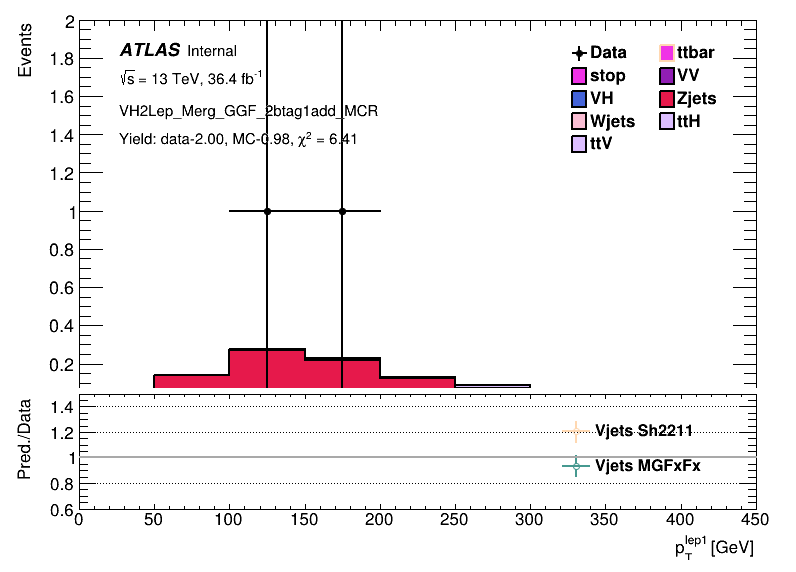 Events
2
1.8
1.6
1.4
1.2
1
0.8
0.6
0.4
0.2
ATLAS Internal
√s = 13 TeV, 36.4 fb⁻¹
VH2Lep_Merg_GGF_2btag1add_MCR
Yield: data-2.00, MC-0.98, χ² = 6.41
Data
ttbar
stop
VV
VH
Zjets
Wjets
ttH
ttV
Pred./Data
1.4
1.2
1
0.8
0.6
Vjets Sh2211
Vjets MGFxFx
0 50 100 150 200 250 300 350 400 450
p_T^lep1 [GeV]